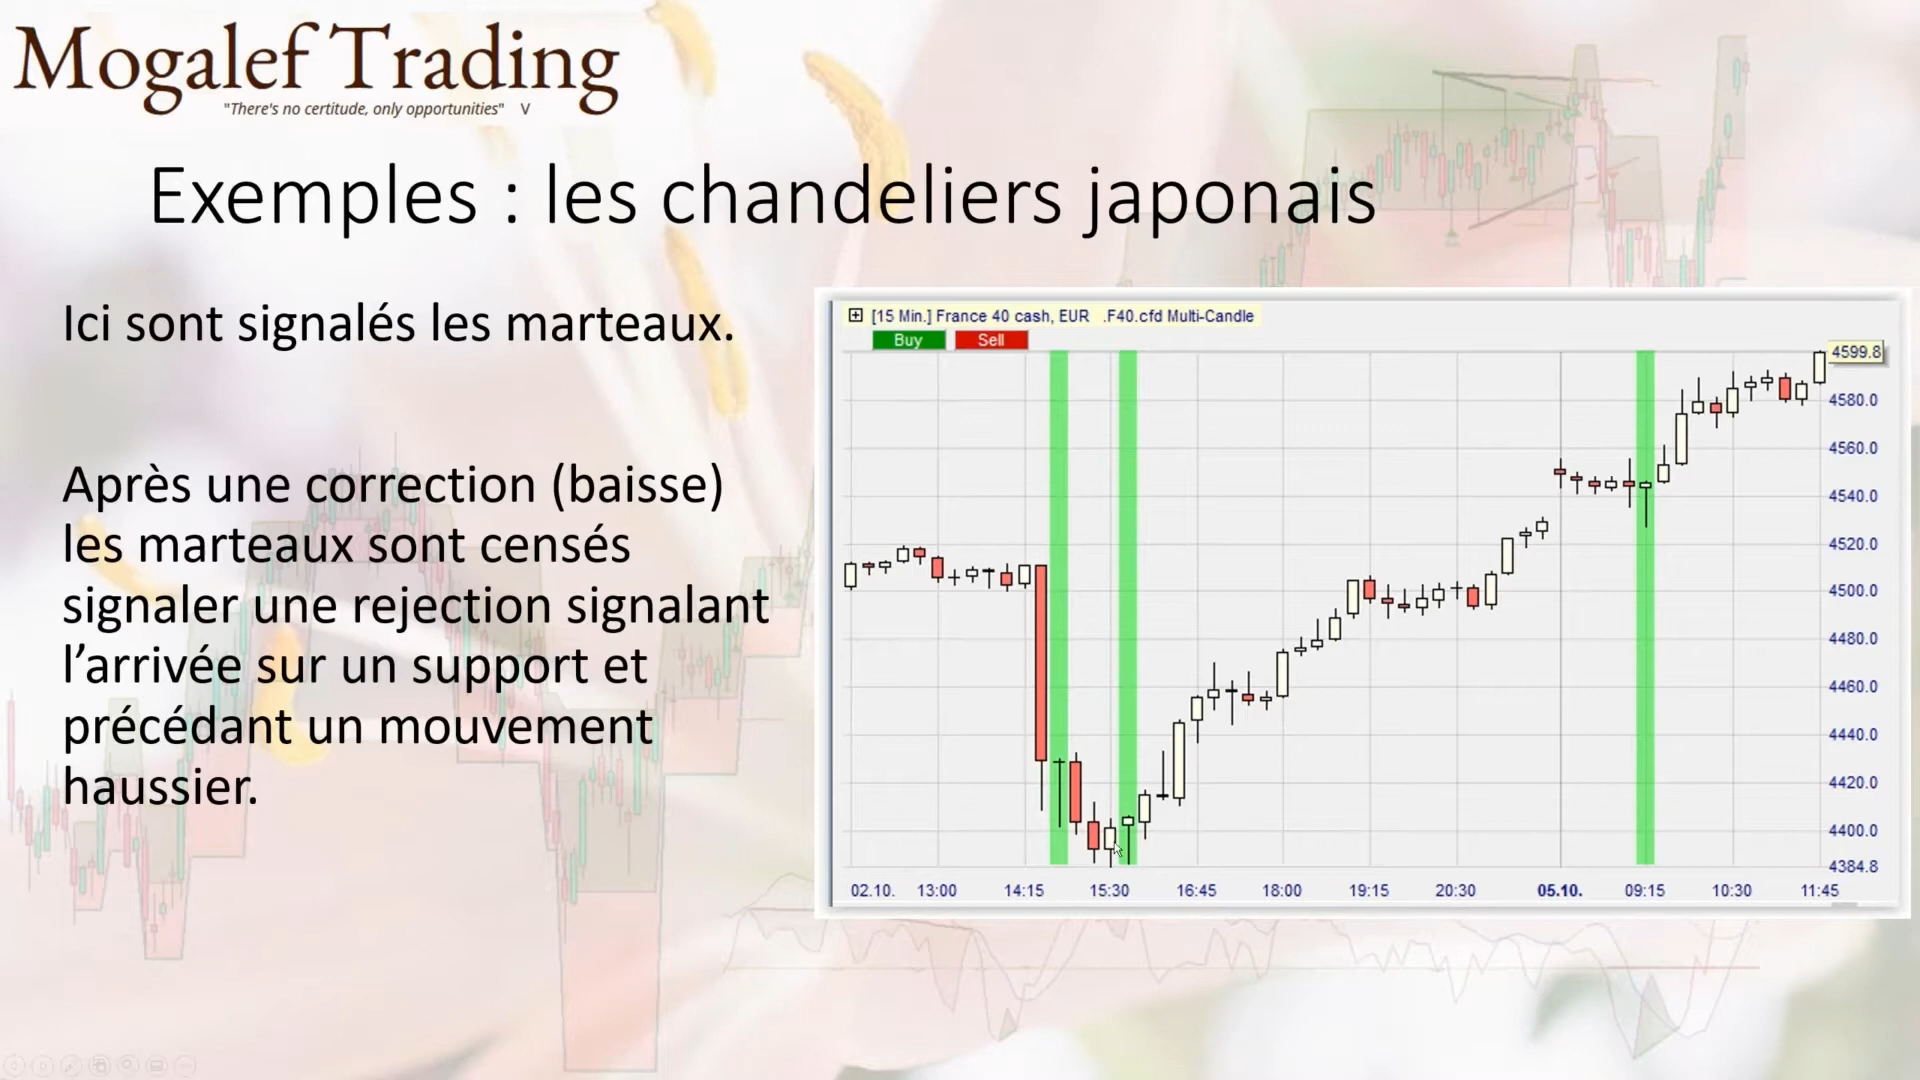 Mogalef Trading
"There's no certitude, only opportunities" V
Exemples : les chandeliers japonais
Ici sont signalés les marteaux.
Après une correction (baisse)
les marteaux sont censés
signaler une rejection signalant
l’arrivée sur un support et
précédant un mouvement
haussier.
[15 Min.] France 40 cash, EUR .F40.cfd Multi-Candle
Buy Sell
4599.8
4580.0
4560.0
4540.0
4520.0
4500.0
4480.0
4460.0
4440.0
4420.0
4400.0
4384.8
02.10. 13:00 14:15 15:30 16:45 18:00 19:15 20:30 05.10. 09:15 10:30 11:45